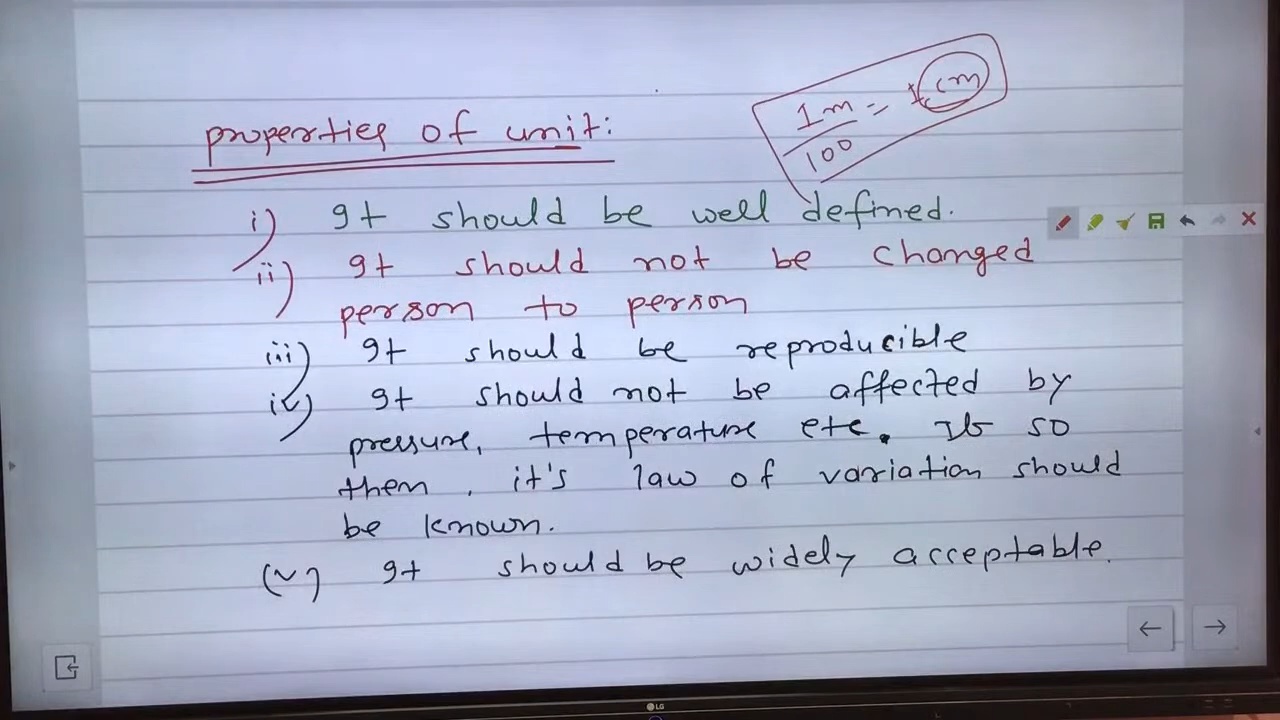 1m/100 = 1cm
properties of unit:
i) It should be well defined.
ii) It should not be changed
person to person
iii) It should be reproducible
iv) It should not be affected by
pressure, temperature etc. If so
then, it's law of variation should
be known.
(v) It should be widely acceptable.
LG